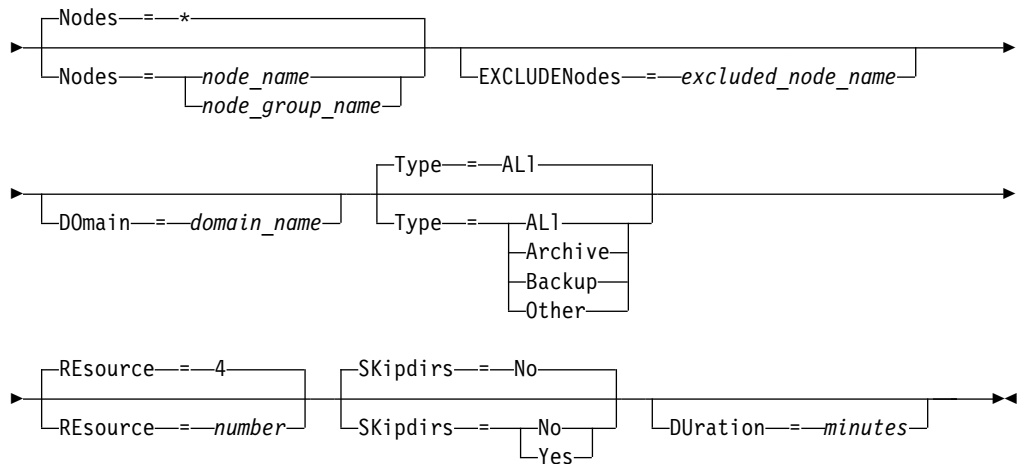 Nodes = *
Nodes = node_name
node_group_name
EXCLUDENodes = excluded_node_name
DOmain = domain_name
Type = ALl
Type = ALl
Archive
Backup
Other
REsource = 4
REsource = number
SKipdirs = No
SKipdirs = No
Yes
DUration = minutes